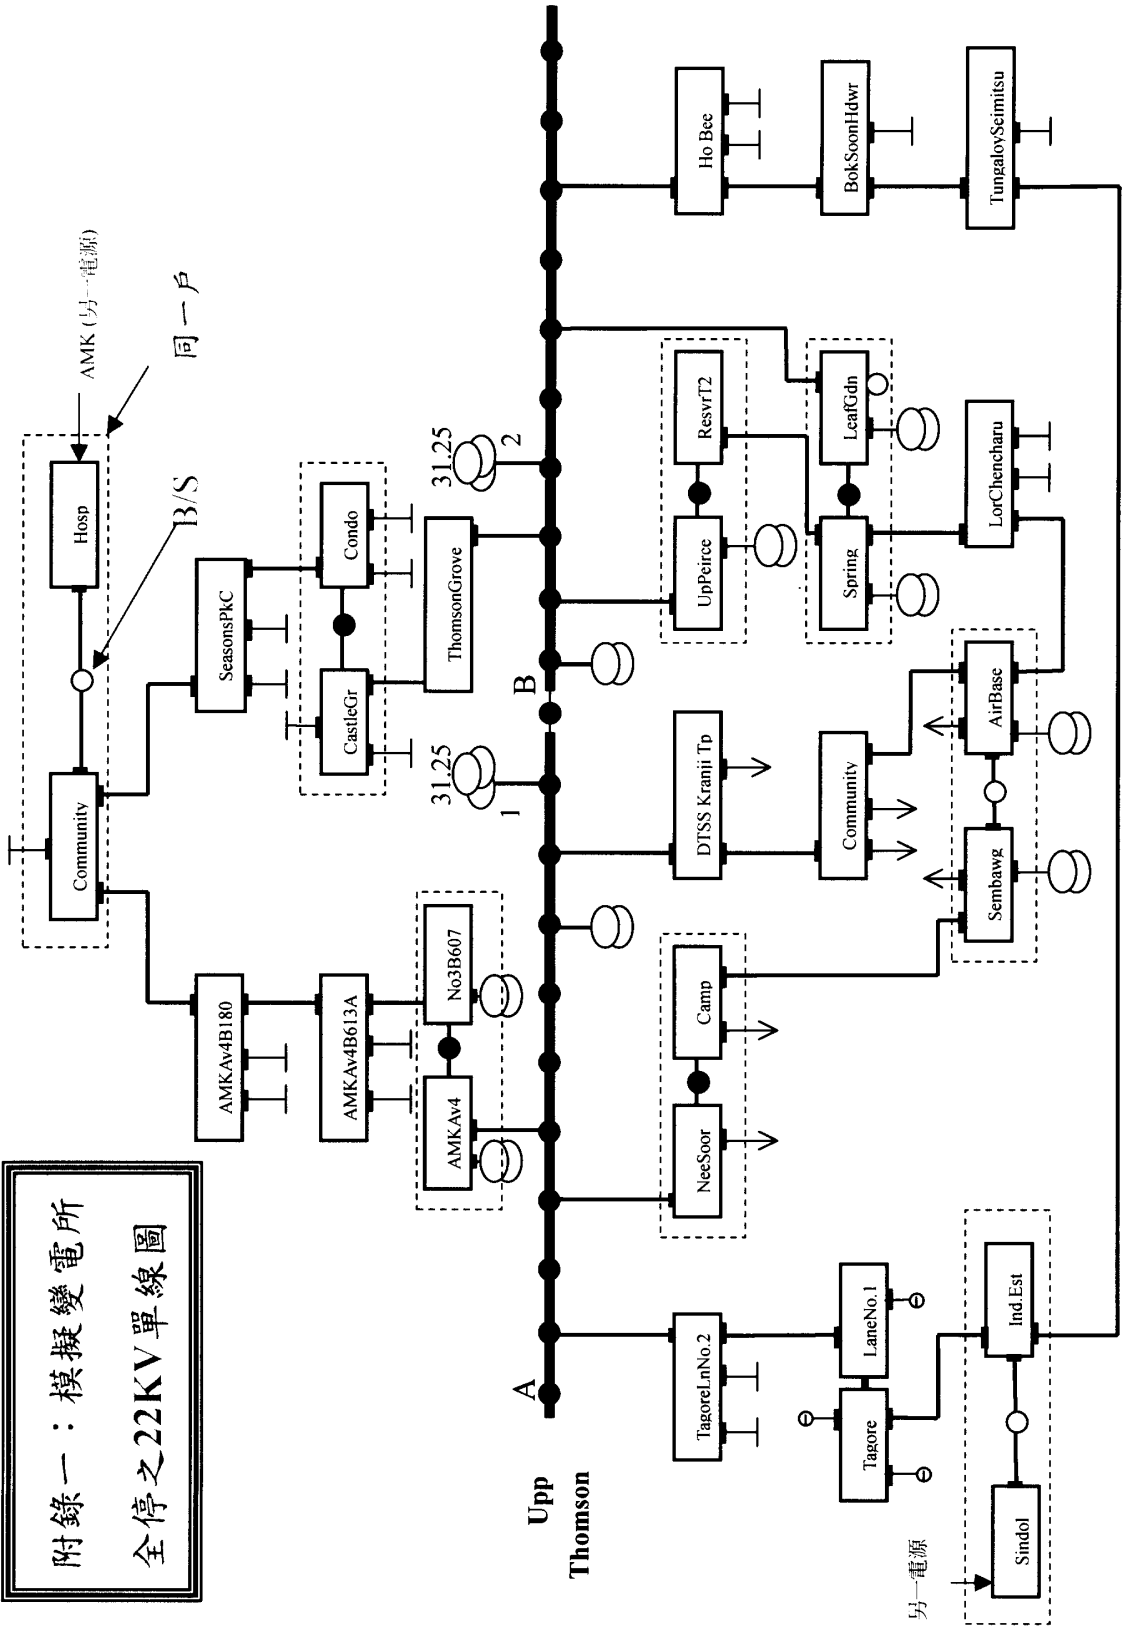 附錄一：模擬變電所
全停之22KV單線圖
AMK (另一電源)
同一戶
B/S
Hosp
Community
SeasonsPkC
Condo
CastleGr
ThomsonGrove
AMKAv4B180
AMKAv4B613A
No3B607
AMKAv4
31.25
1
31.25
2
A
B
Upp
Thomson
TagoreLnNo.2
LaneNo.1
Tagore
Ind.Est
Sindol
另一電源
NeeSoor
Camp
DTSS Kranji Tp
Community
Sembawg
AirBase
UpPeirce
ResvrT2
Spring
LeafGdn
LorChencharu
Ho Bee
BokSoonHdwr
TungaloySeimitsu